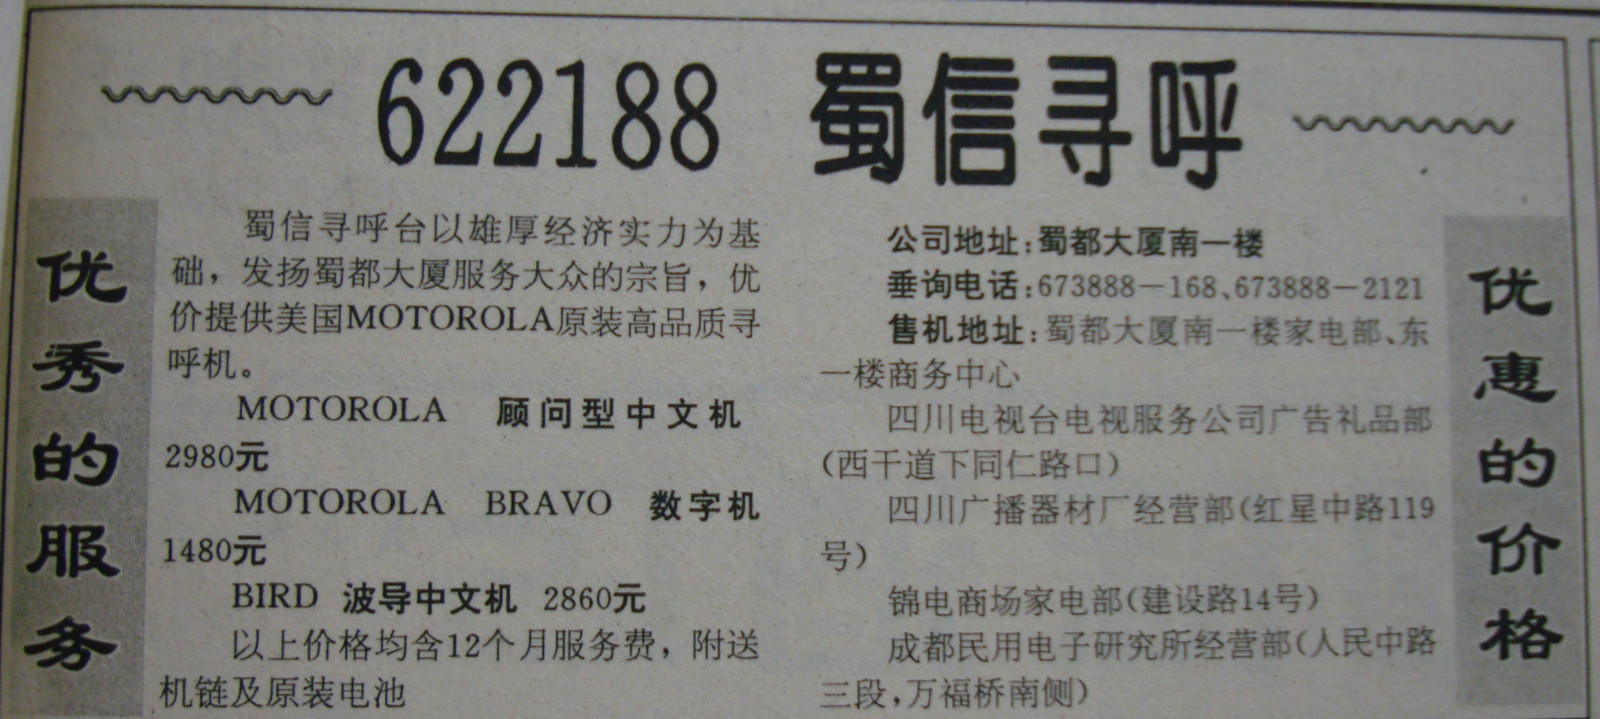 622188 蜀信寻呼
优秀的服务
蜀信寻呼台以雄厚经济实力为基
础，发扬蜀都大厦服务大众的宗旨，优
价提供美国MOTOROLA原装高品质寻
呼机。
MOTOROLA 顾问型中文机
2980元
MOTOROLA BRAVO 数字机
1480元
BIRD 波导中文机 2860元
以上价格均含12个月服务费，附送
机链及原装电池
公司地址：蜀都大厦南一楼
垂询电话：673888－168、673888－2121
售机地址：蜀都大厦南一楼家电部、东
一楼商务中心
四川电视台电视服务公司广告礼品部
（西干道下同仁路口）
四川广播器材厂经营部（红星中路119
号）
锦电商场家电部（建设路14号）
成都民用电子研究所经营部（人民中路
三段，万福桥南侧）
优惠的价格